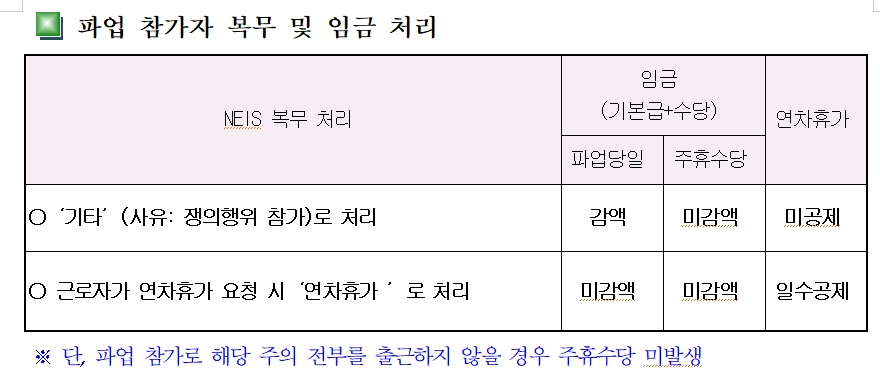 파업 참가자 복무 및 임금 처리
NEIS 복무 처리
임금
(기본급+수당)
연차휴가
파업당일
주휴수당
○ ‘기타’ (사유: 쟁의행위 참가)로 처리
감액
미감액
미공제
○ 근로자가 연차휴가 요청 시 ‘연차휴가 ’ 로 처리
미감액
미감액
일수공제
※ 단, 파업 참가로 해당 주의 전부를 출근하지 않을 경우 주휴수당 미발생